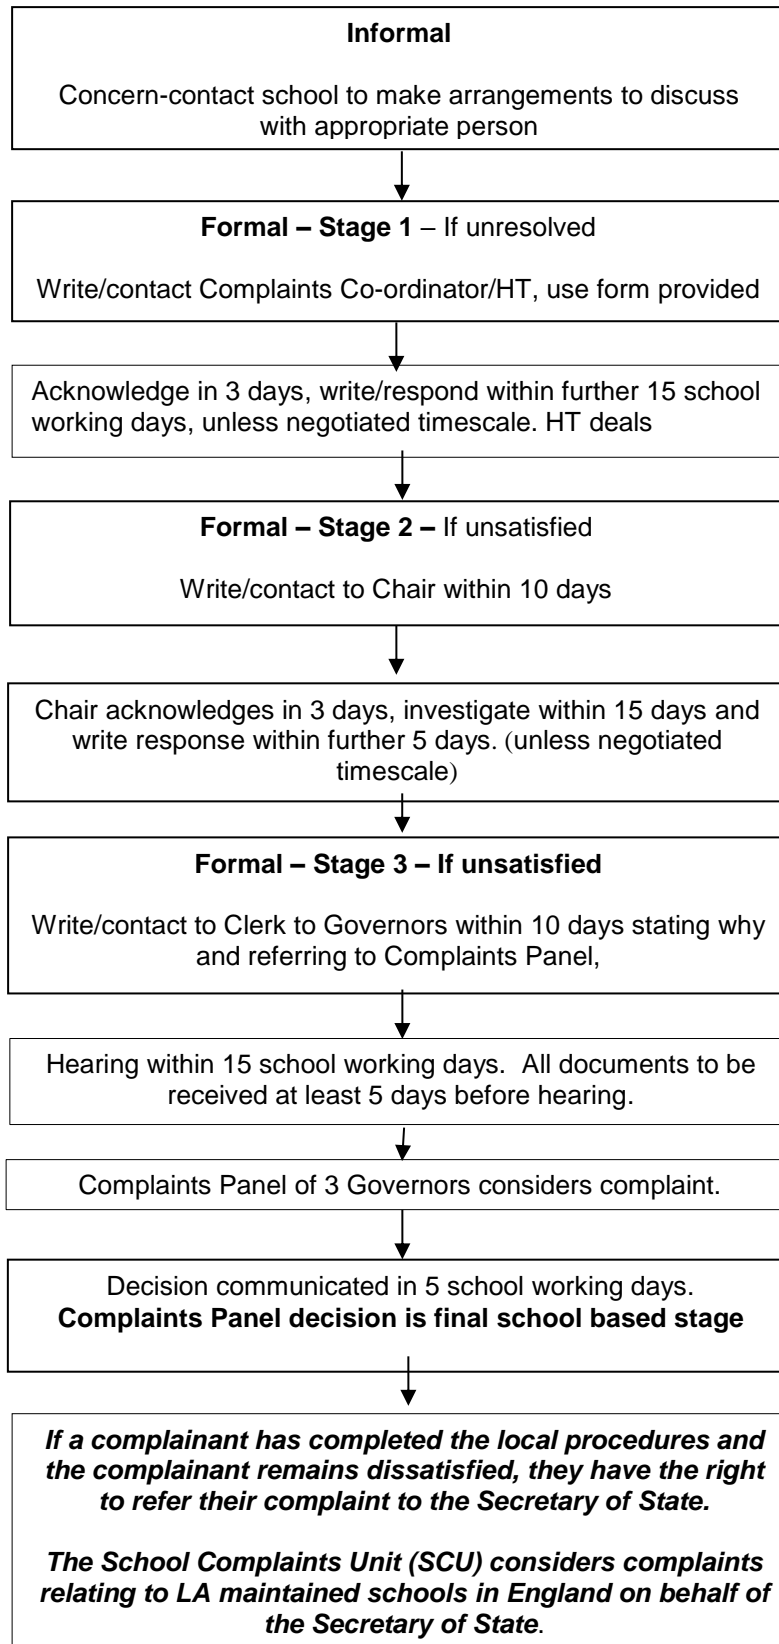 Informal
Concern-contact school to make arrangements to discuss
with appropriate person
Formal – Stage 1 – If unresolved
Write/contact Complaints Co-ordinator/HT, use form provided
Acknowledge in 3 days, write/respond within further 15 school
working days, unless negotiated timescale. HT deals
Formal – Stage 2 – If unsatisfied
Write/contact to Chair within 10 days
Chair acknowledges in 3 days, investigate within 15 days and
write response within further 5 days. (unless negotiated
timescale)
Formal – Stage 3 – If unsatisfied
Write/contact to Clerk to Governors within 10 days stating why
and referring to Complaints Panel,
Hearing within 15 school working days.  All documents to be
received at least 5 days before hearing.
Complaints Panel of 3 Governors considers complaint.
Decision communicated in 5 school working days.
Complaints Panel decision is final school based stage
If a complainant has completed the local procedures and
the complainant remains dissatisfied, they have the right
to refer their complaint to the Secretary of State.
The School Complaints Unit (SCU) considers complaints
relating to LA maintained schools in England on behalf of
the Secretary of State.